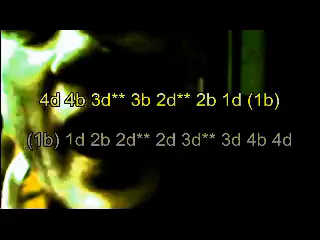 4d 4b 3d** 3b 2d** 2b 1d (1b)
(1b) 1d 2b 2d** 2d 3d** 3d 4b 4d